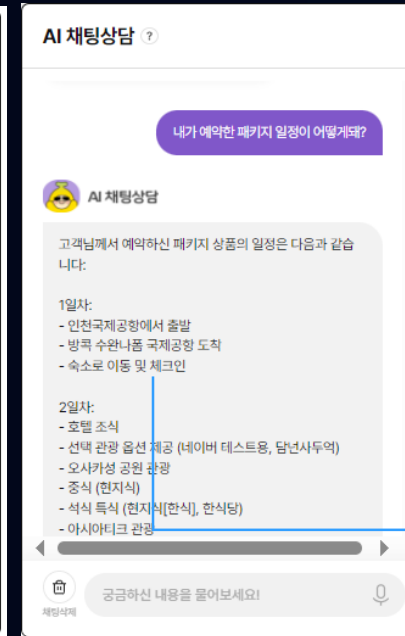 AI 채팅상담 ?
내가 예약한 패키지 일정이 어떻게돼?
AI 채팅상담
고객님께서 예약하신 패키지 상품의 일정은 다음과 같습
니다:
1일차:
- 인천국제공항에서 출발
- 방콕 수완나폼 국제공항 도착
- 숙소로 이동 및 체크인
2일차:
- 호텔 조식
- 선택 관광 옵션 제공 (네이버 테스트용, 담넌사두억)
- 오사카성 공원 관광
- 중식 (현지식)
- 석식 특식 (현지식[한식], 한식당)
- 아시아티크 관광
궁금하신 내용을 물어보세요!
채팅삭제